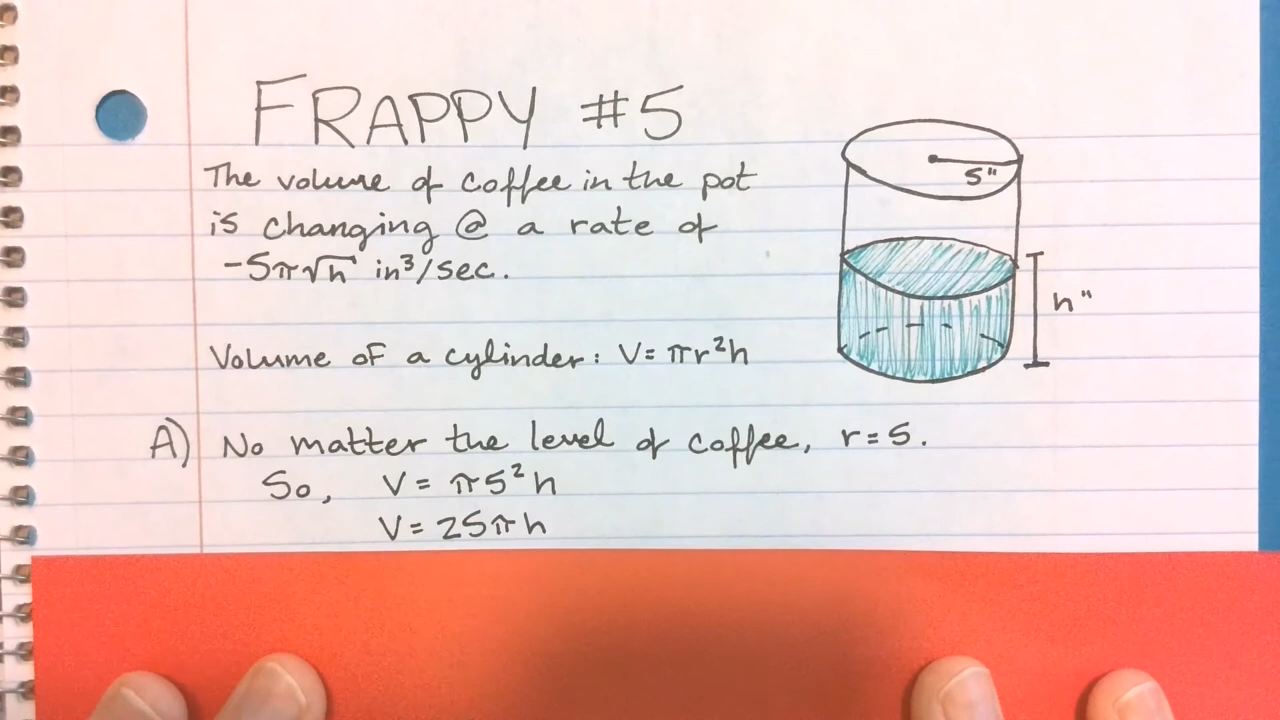 FRAPPY #5
The volume of coffee in the pot
is changing @ a rate of
-5π√h in³/sec.
5"
h"
Volume of a cylinder: V= πr²h
A) No matter the level of coffee, r=5.
So, V= π5²h
V= 25πh